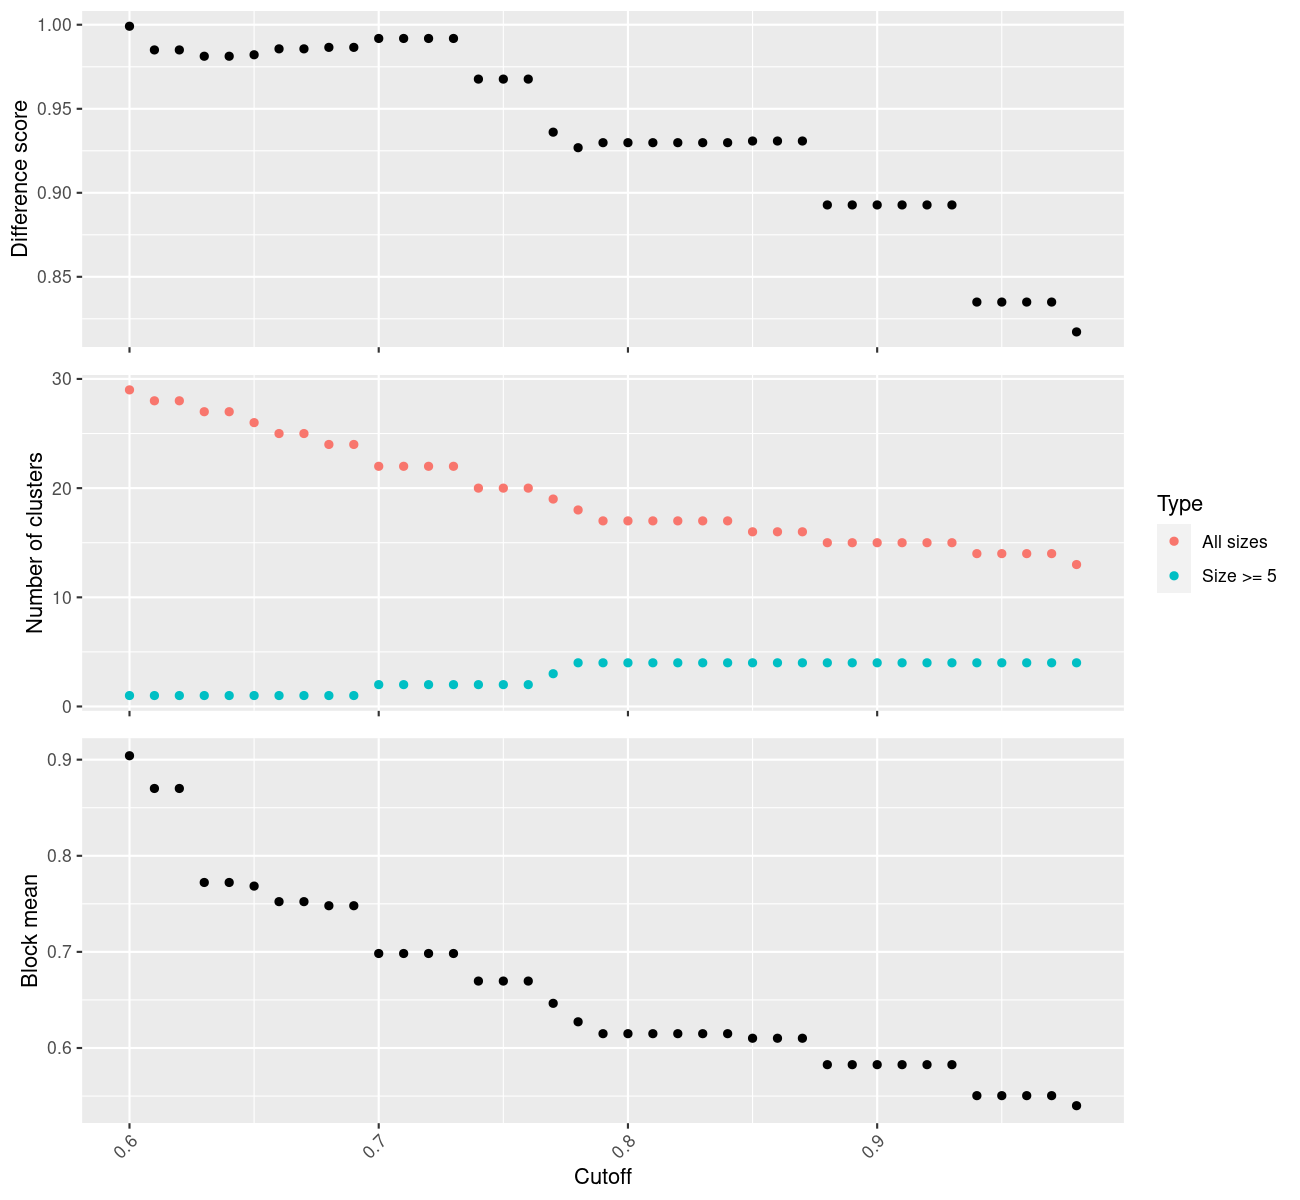 Difference score
1.00
0.95
0.90
0.85
Number of clusters
30
20
10
0
Type
All sizes
Size >= 5
Block mean
0.9
0.8
0.7
0.6
0.6
0.7
0.8
0.9
Cutoff